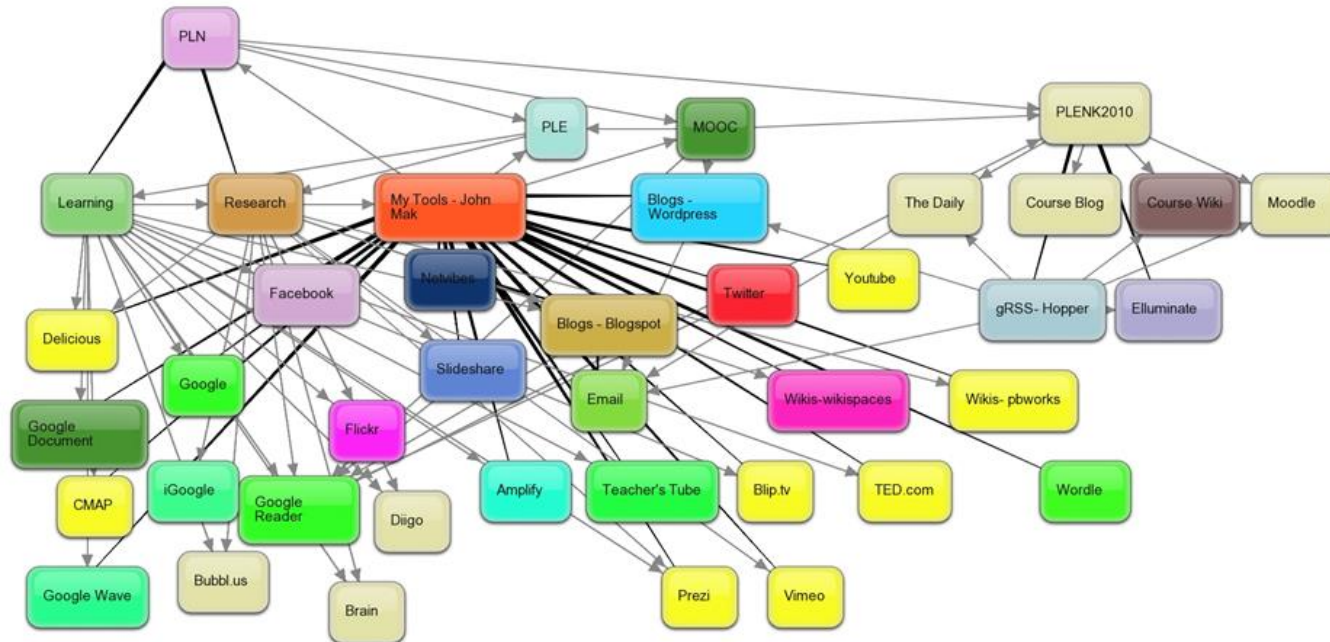 PLN
PLENK2010
PLE
MOOC
Learning
Research
My Tools - John
Mak
Blogs -
Wordpress
The Daily
Course Blog
Course Wiki
Moodle
Facebook
Netvibes
Twitter
Youtube
gRSS- Hopper
Elluminate
Delicious
Blogs - Blogspot
Google
Slideshare
Email
Wikis-wikispaces
Wikis- pbworks
Google
Document
Flickr
CMAP
iGoogle
Google
Reader
Diigo
Amplify
Teacher's Tube
Blip.tv
TED.com
Wordle
Google Wave
Bubbl.us
Brain
Prezi
Vimeo